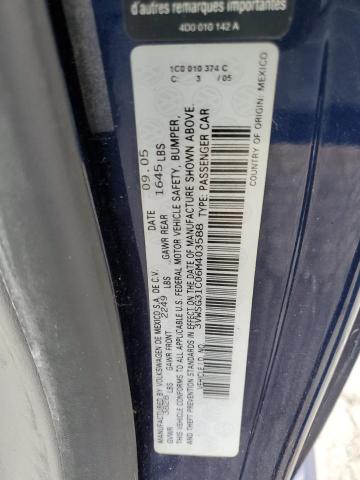 d'autres remarques importantes
4D0 010 142 A
1C0 010 374 C
C: 3 / 05
MANUFACTURED BY VOLKSWAGEN DE MEXICO S.A. DE C.V. DATE 09.05
GVWR LBS GAWR FRONT 2249 LBS GAWR REAR 1645 LBS
THIS VEHICLE CONFORMS TO ALL APPLICABLE U.S. FEDERAL MOTOR VEHICLE SAFETY, BUMPER,
AND THEFT PREVENTION STANDARDS IN EFFECT ON THE DATE OF MANUFACTURE SHOWN ABOVE.
VEHICLE I.D. NO: 3VWSG31C06M403588 TYPE: PASSENGER CAR
COUNTRY OF ORIGIN: MEXICO